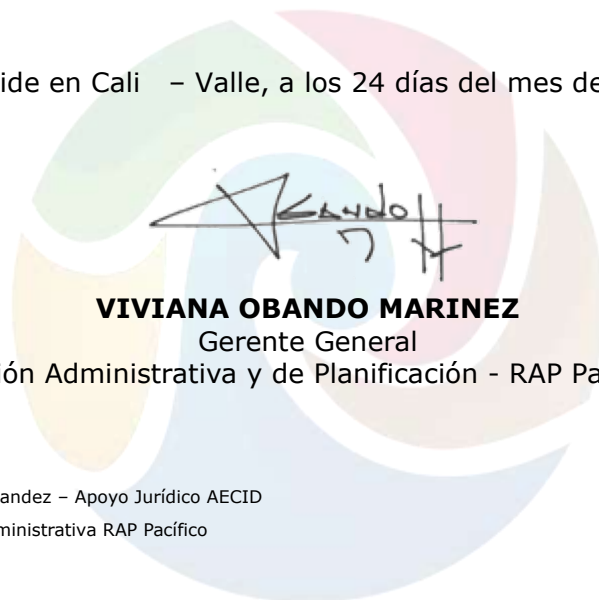 ide en Cali – Valle, a los 24 días del mes de
VIVIANA OBANDO MARINEZ
Gerente General
ión Administrativa y de Planificación - RAP Pa
andez – Apoyo Jurídico AECID
ministrativa RAP Pacífico